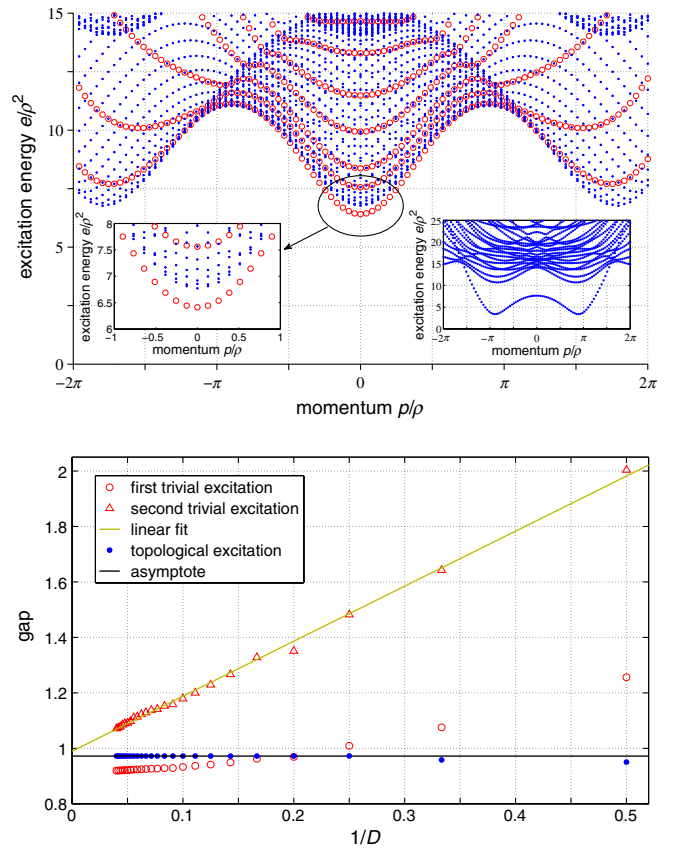 15
10
5
0
excitation energy e/ρ²
−2π
−π
0
π
2π
momentum p/ρ
8
7.5
7
6.5
6
excitation energy e/ρ²
−1
−0.5
0
0.5
1
momentum p/ρ
25
20
15
10
5
0
excitation energy e/ρ²
−2π
−π
0
π
2π
momentum p/ρ
2
1.8
1.6
1.4
1.2
1
0.8
gap
first trivial excitation
second trivial excitation
linear fit
topological excitation
asymptote
0
0.1
0.2
0.3
0.4
0.5
1/D